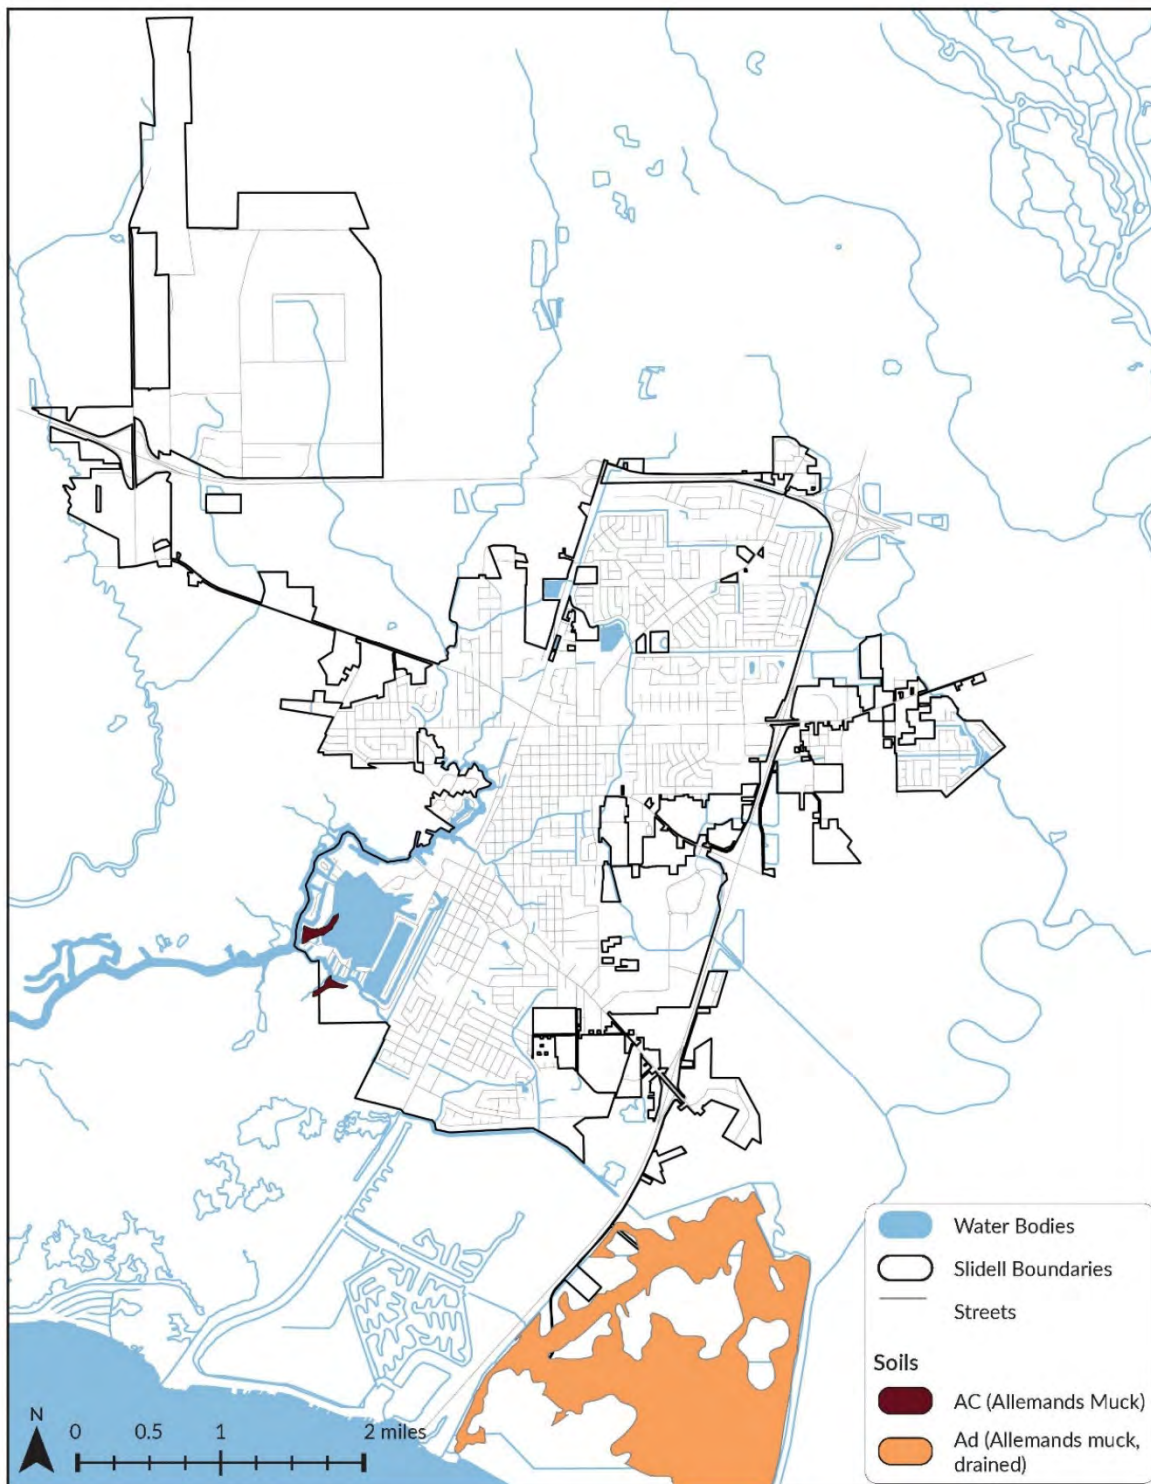 Water Bodies
Slidell Boundaries
Streets
Soils
AC (Allemands Muck)
Ad (Allemands muck,
drained)
N
0 0.5 1 2 miles